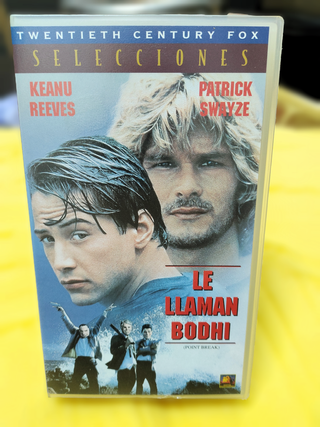 TWENTIETH CENTURY FOX
SELECCIONES
KEANU
REEVES
PATRICK
SWAYZE
LE
LLAMAN
BODHI
(POINT BREAK)